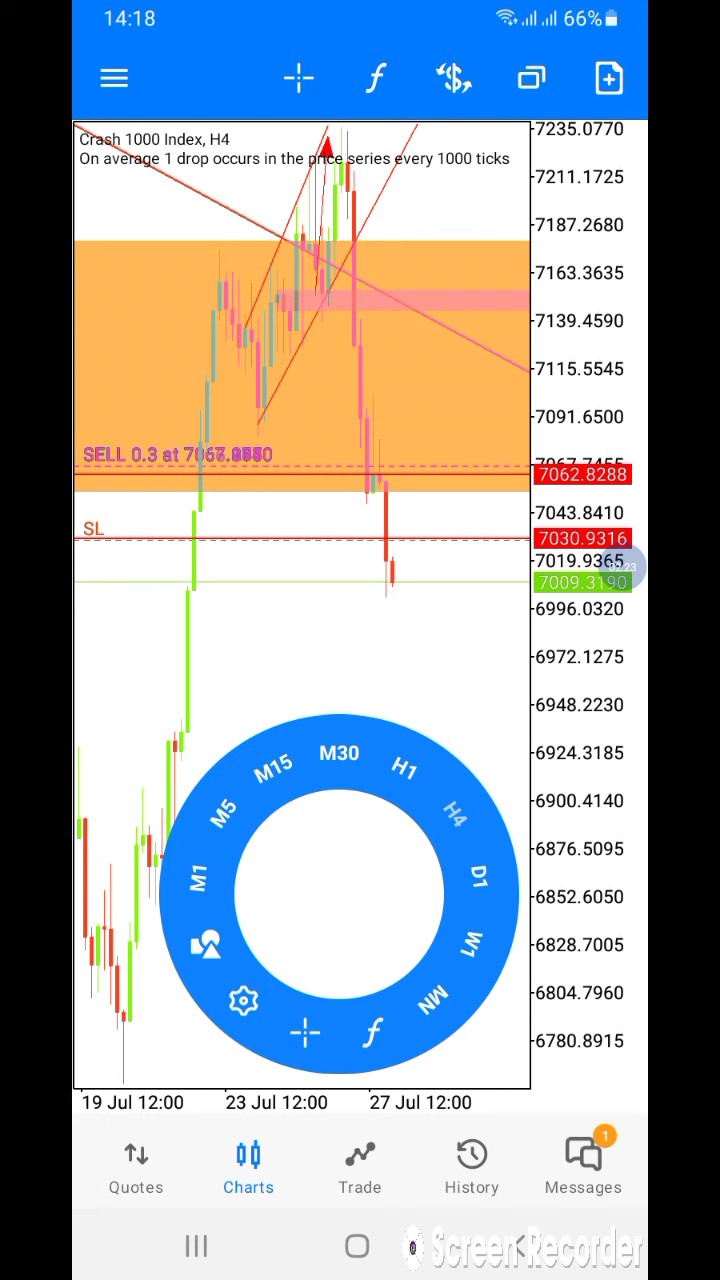 14:18
66%
Crash 1000 Index, H4
On average 1 drop occurs in the price series every 1000 ticks
7235.0770
7211.1725
7187.2680
7163.3635
7139.4590
7115.5545
7091.6500
SELL 0.3 at
7062.8288
7043.8410
SL
7030.9316
7019.9365
7009.3190
6996.0320
6972.1275
6948.2230
6924.3185
6900.4140
6876.5095
6852.6050
6828.7005
6804.7960
6780.8915
M1
M5
M15
M30
H1
H4
D1
W1
MN
19 Jul 12:00 23 Jul 12:00 27 Jul 12:00
1
Quotes Charts Trade History Messages
Screen Recorder